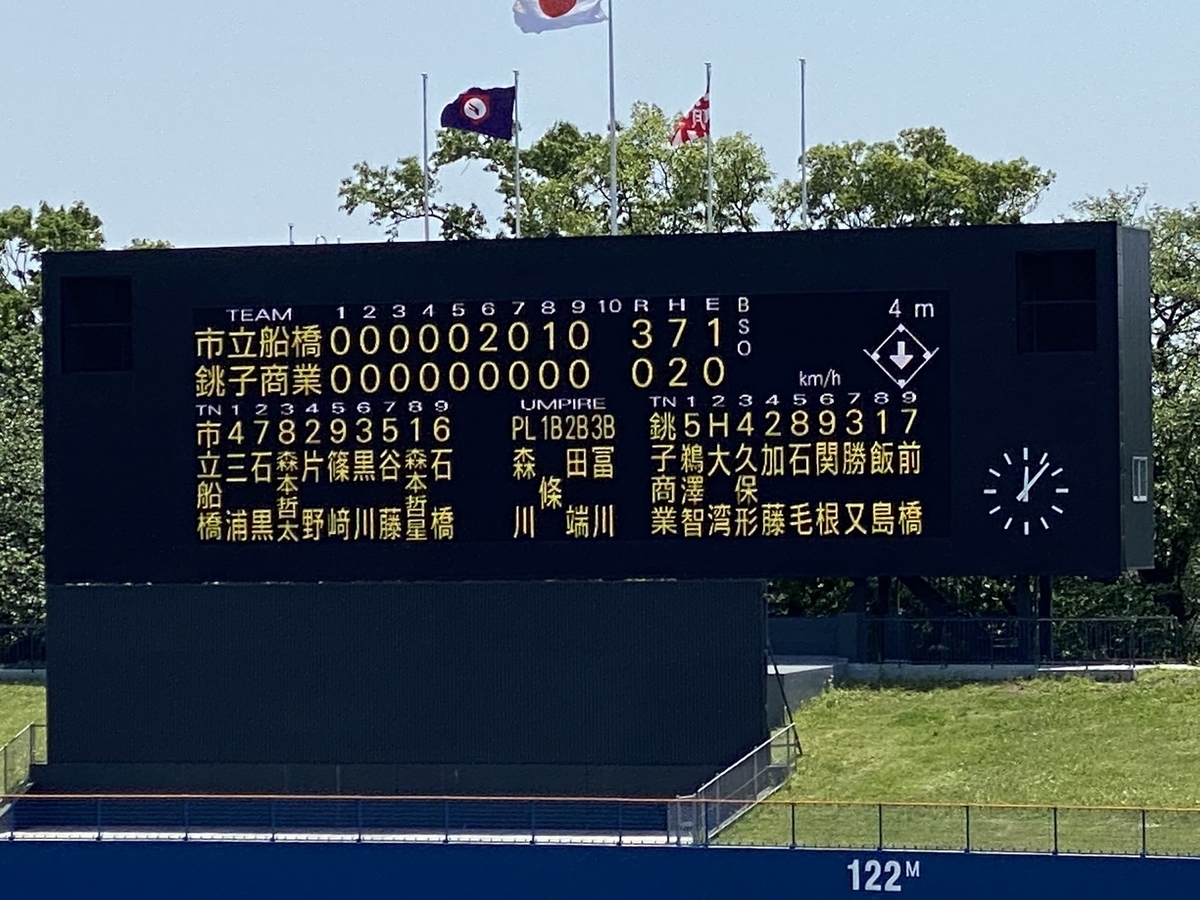 TEAM 1 2 3 4 5 6 7 8 9 10 R H E
市立船橋 0 0 0 0 0 2 0 1 0 3 7 1
銚子商業 0 0 0 0 0 0 0 0 0 0 2 0
B
S
O
4 m
km/h
TN 1 2 3 4 5 6 7 8 9
市立船橋 4 7 8 2 9 3 5 1 6
三浦
石黒
森本哲太
片野
篠﨑
黒川
谷藤
森本哲星
石橋
UMPIRE
PL 1B 2B 3B
森川
條
田端
冨川
TN 1 2 3 4 5 6 7 8 9
銚子商業 5 H 4 2 8 9 3 1 7
鵜澤智
大湾
久保形
加藤
石毛
関根
勝又
飯島
前橋
122M